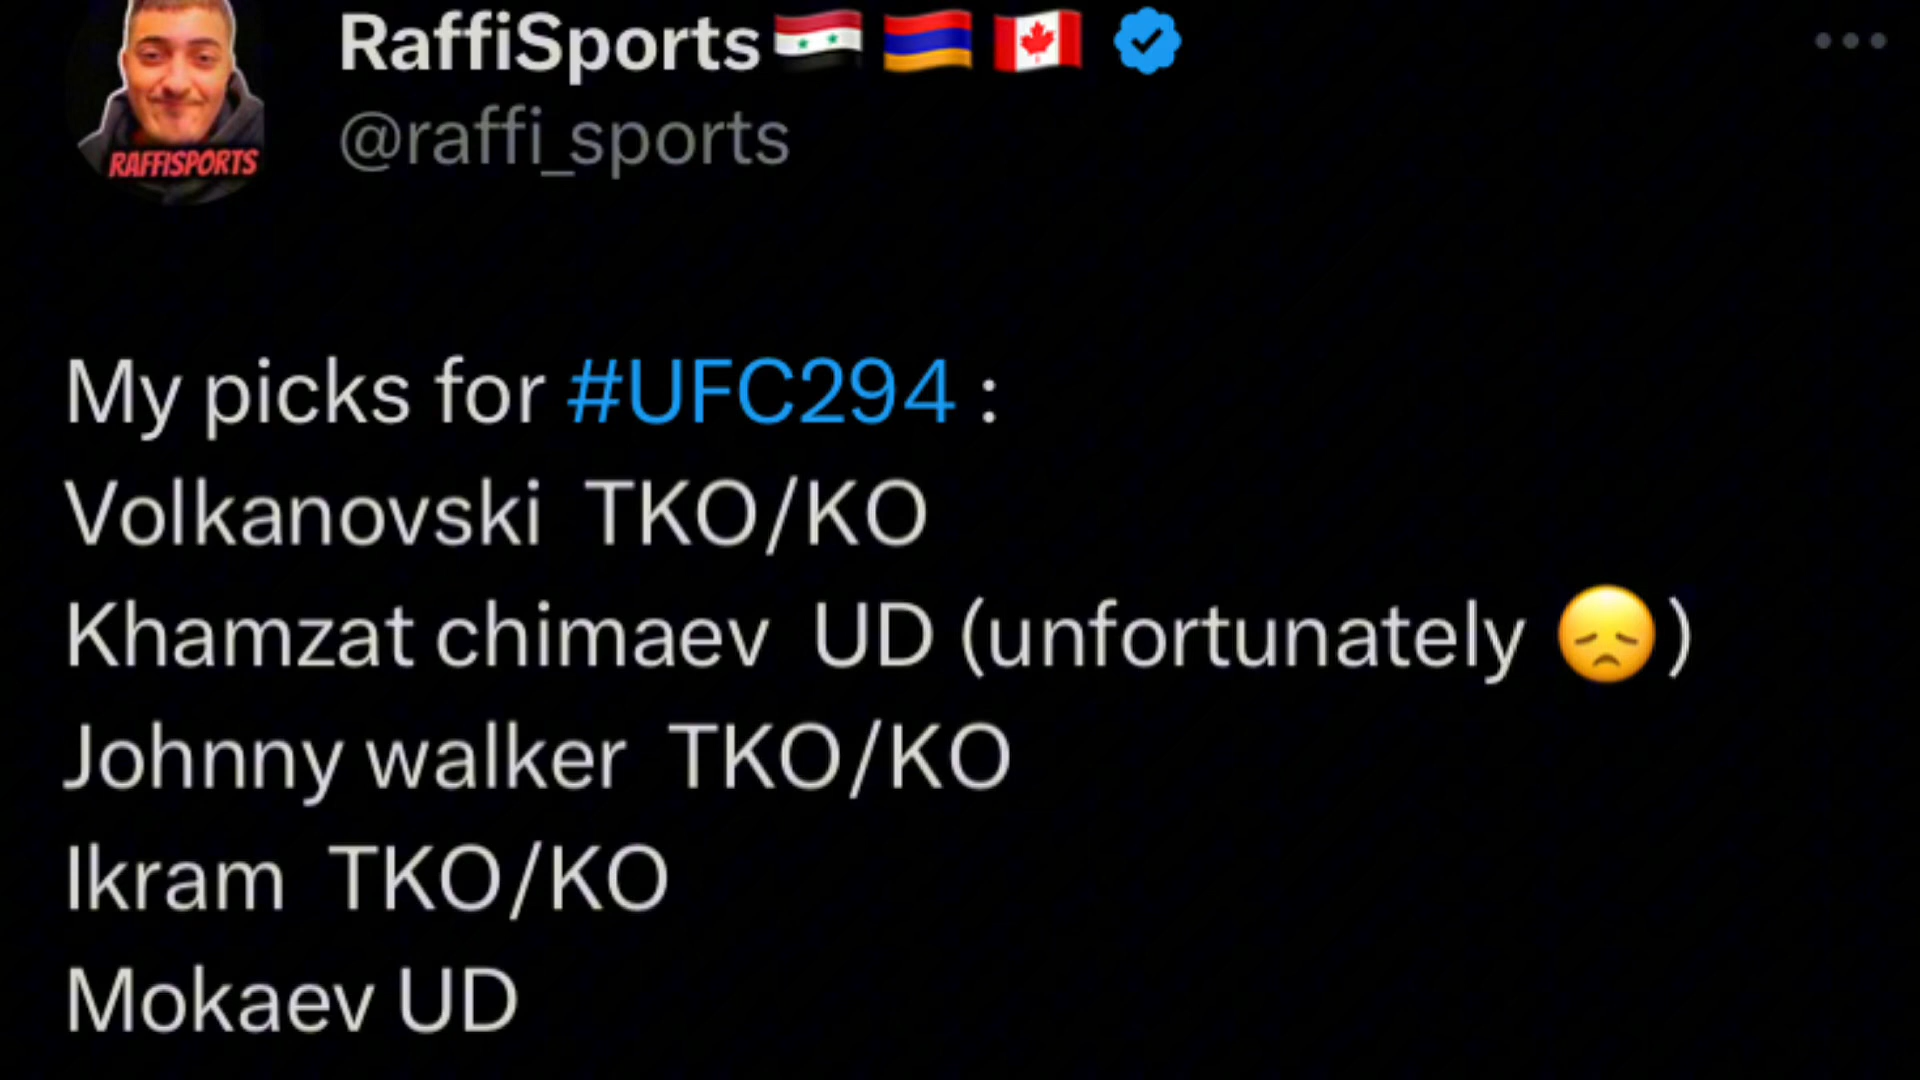 RaffiSports🇸🇾 🇦🇲 🇨🇦
@raffi_sports
RAFFISPORTS
My picks for #UFC294 :
Volkanovski  TKO/KO
Khamzat chimaev  UD (unfortunately 😞)
Johnny walker  TKO/KO
Ikram  TKO/KO
Mokaev UD